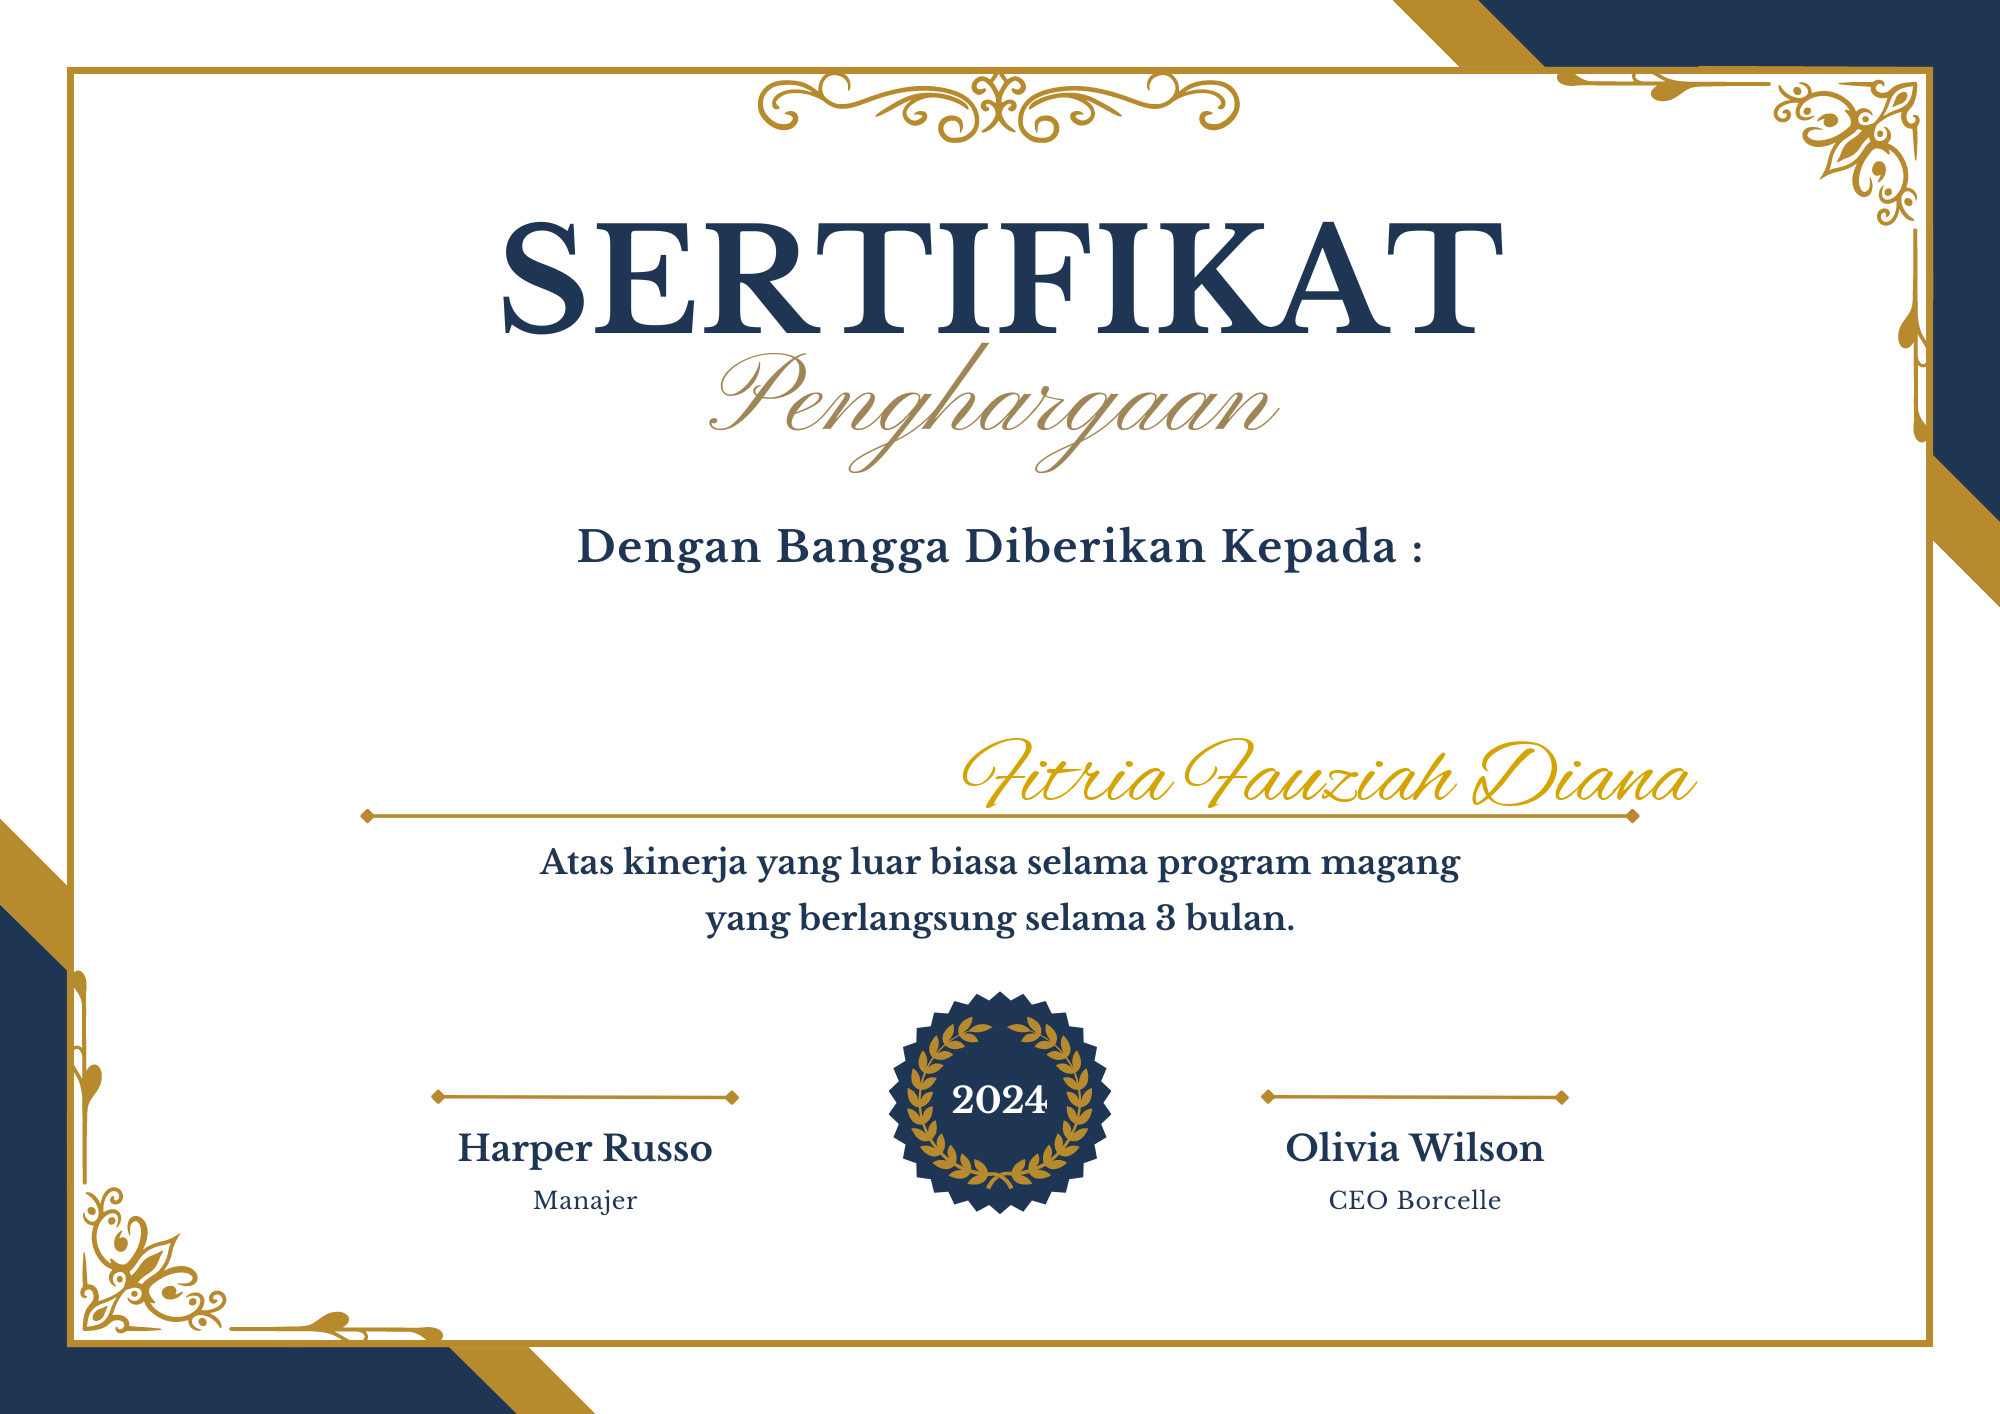 SERTIFIKAT
Penghargaan
Dengan Bangga Diberikan Kepada :
Fitria Fauziah Diana
Atas kinerja yang luar biasa selama program magang
yang berlangsung selama 3 bulan.
2024
Harper Russo
Manajer
Olivia Wilson
CEO Borcelle